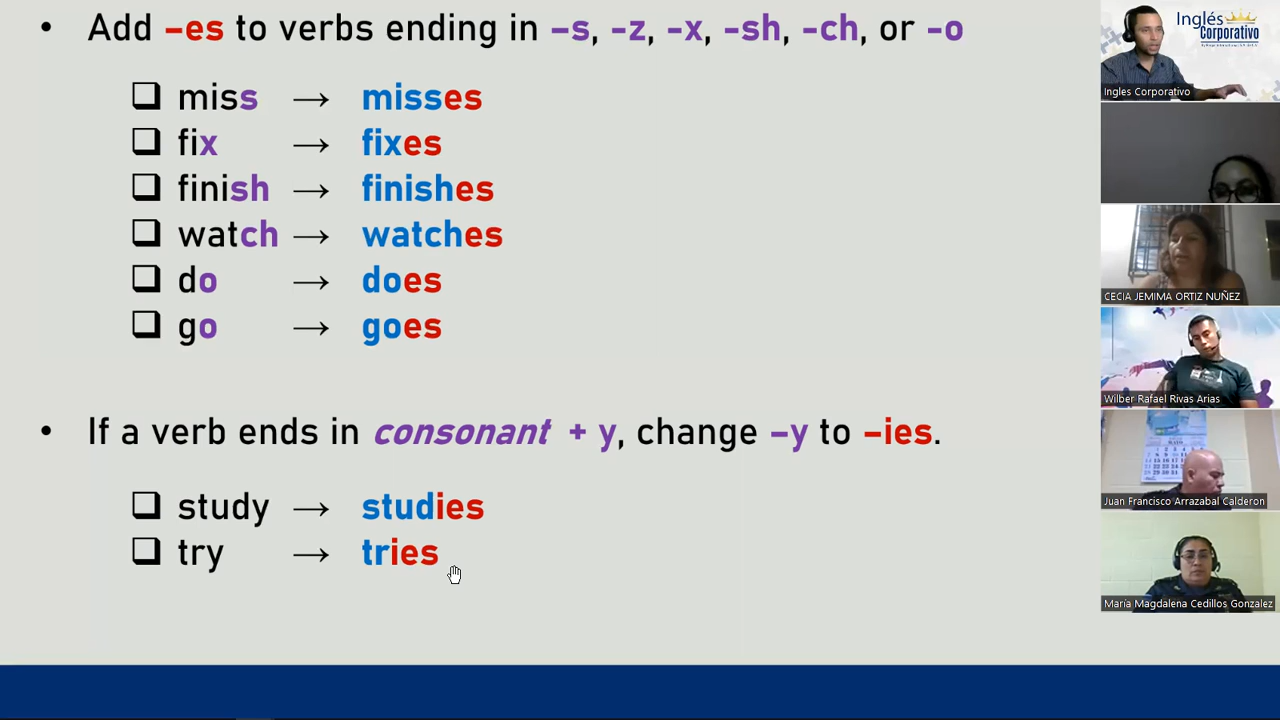 • Add –es to verbs ending in –s, -z, -x, -sh, -ch, or -o
❑ miss → misses
❑ fix → fixes
❑ finish → finishes
❑ watch → watches
❑ do → does
❑ go → goes
• If a verb ends in consonant + y, change –y to –ies.
❑ study → studies
❑ try → tries
Inglés
Corporativo
Ingles Corporativo
CECIA JEMIMA ORTIZ NUÑEZ
Wilber Rafael Rivas Arias
Juan Francisco Arrazabal Calderon
María Magdalena Cedillos Gonzalez